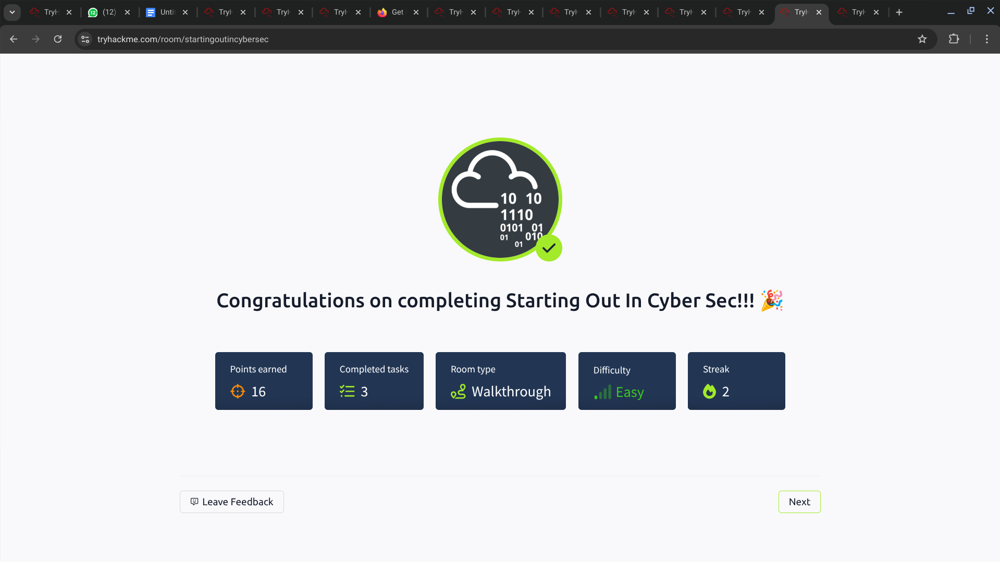 TryH
(12)
Unti
TryH
TryH
TryH
Get
TryH
TryH
TryH
TryH
TryH
TryH
TryH
TryH
tryhackme.com/room/startingoutincybersec
10 10
1110
0101 01
01 010
01
Congratulations on completing Starting Out In Cyber Sec!!! 🎉
Points earned
16
Completed tasks
3
Room type
Walkthrough
Difficulty
Easy
Streak
2
Leave Feedback
Next